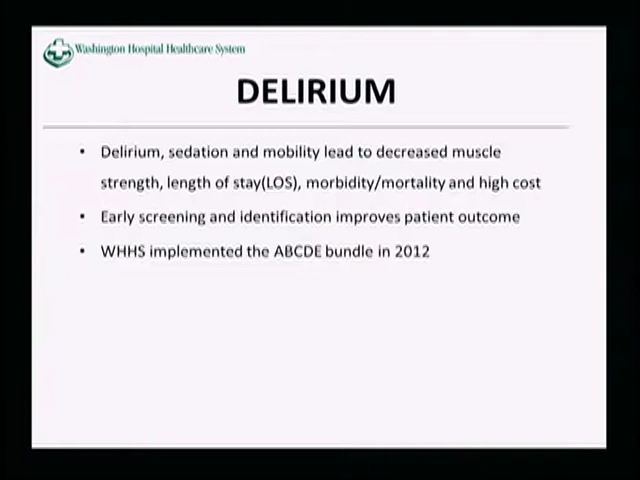 Washington Hospital Healthcare System
DELIRIUM
• Delirium, sedation and mobility lead to decreased muscle
strength, length of stay(LOS), morbidity/mortality and high cost
• Early screening and identification improves patient outcome
• WHHS implemented the ABCDE bundle in 2012